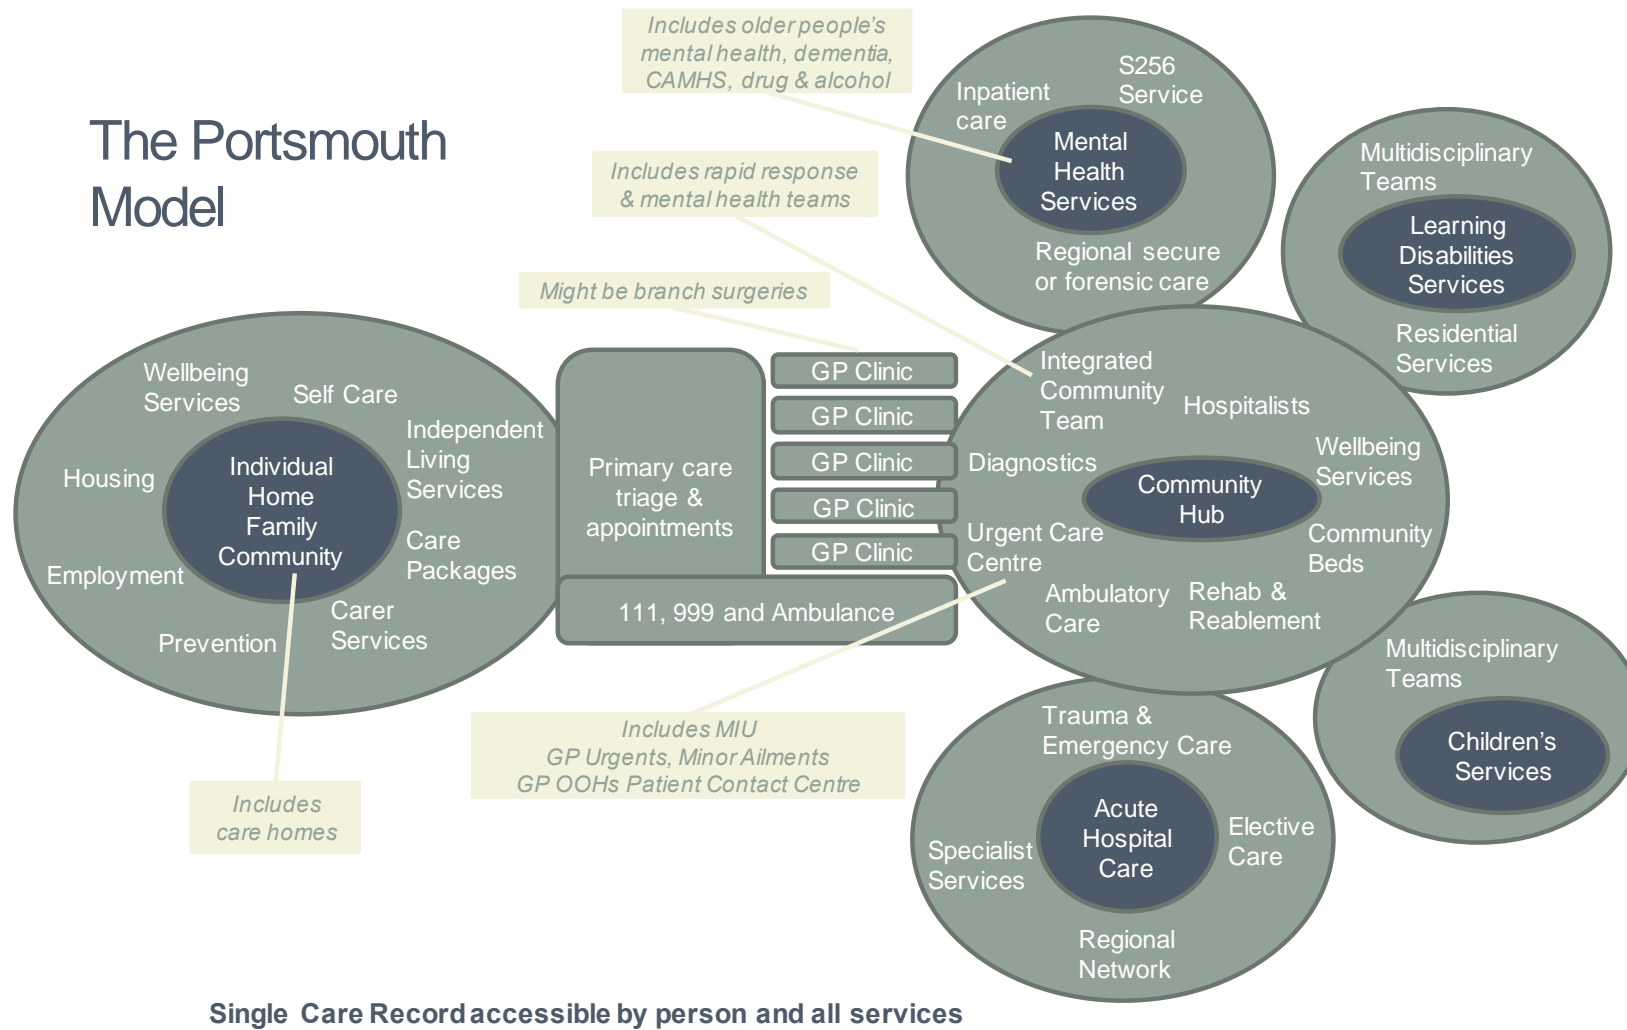 The Portsmouth
Model
Includes older people's
mental health, dementia,
CAMHS, drug & alcohol
Includes rapid response
& mental health teams
Might be branch surgeries
Inpatient
care
S256
Service
Mental
Health
Services
Regional secure
or forensic care
Multidisciplinary
Teams
Learning
Disabilities
Services
Residential
Services
Wellbeing
Services
Self Care
Independent
Living
Services
Housing
Individual
Home
Family
Community
Care
Packages
Employment
Carer
Services
Prevention
Includes
care homes
Primary care
triage &
appointments
GP Clinic
GP Clinic
GP Clinic
GP Clinic
GP Clinic
111, 999 and Ambulance
Integrated
Community
Team
Hospitalists
Diagnostics
Wellbeing
Services
Community
Hub
Urgent Care
Centre
Community
Beds
Ambulatory
Care
Rehab &
Reablement
Includes MIU
GP Urgents, Minor Ailments
GP OOHs Patient Contact Centre
Multidisciplinary
Teams
Children's
Services
Trauma &
Emergency Care
Acute
Hospital
Care
Elective
Care
Specialist
Services
Regional
Network
Single Care Record accessible by person and all services